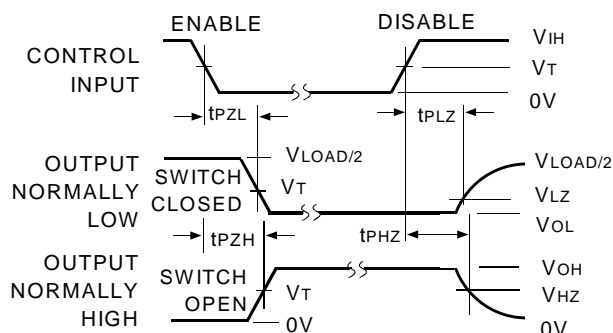 ENABLE
DISABLE
CONTROL
INPUT
VIH
VT
0V
tPZL
tPLZ
OUTPUT
NORMALLY
LOW
SWITCH
CLOSED
VLOAD/2
VT
VLOAD/2
VLZ
VOL
tPZH
tPHZ
OUTPUT
NORMALLY
HIGH
SWITCH
OPEN
VT
0V
VOH
VHZ
0V